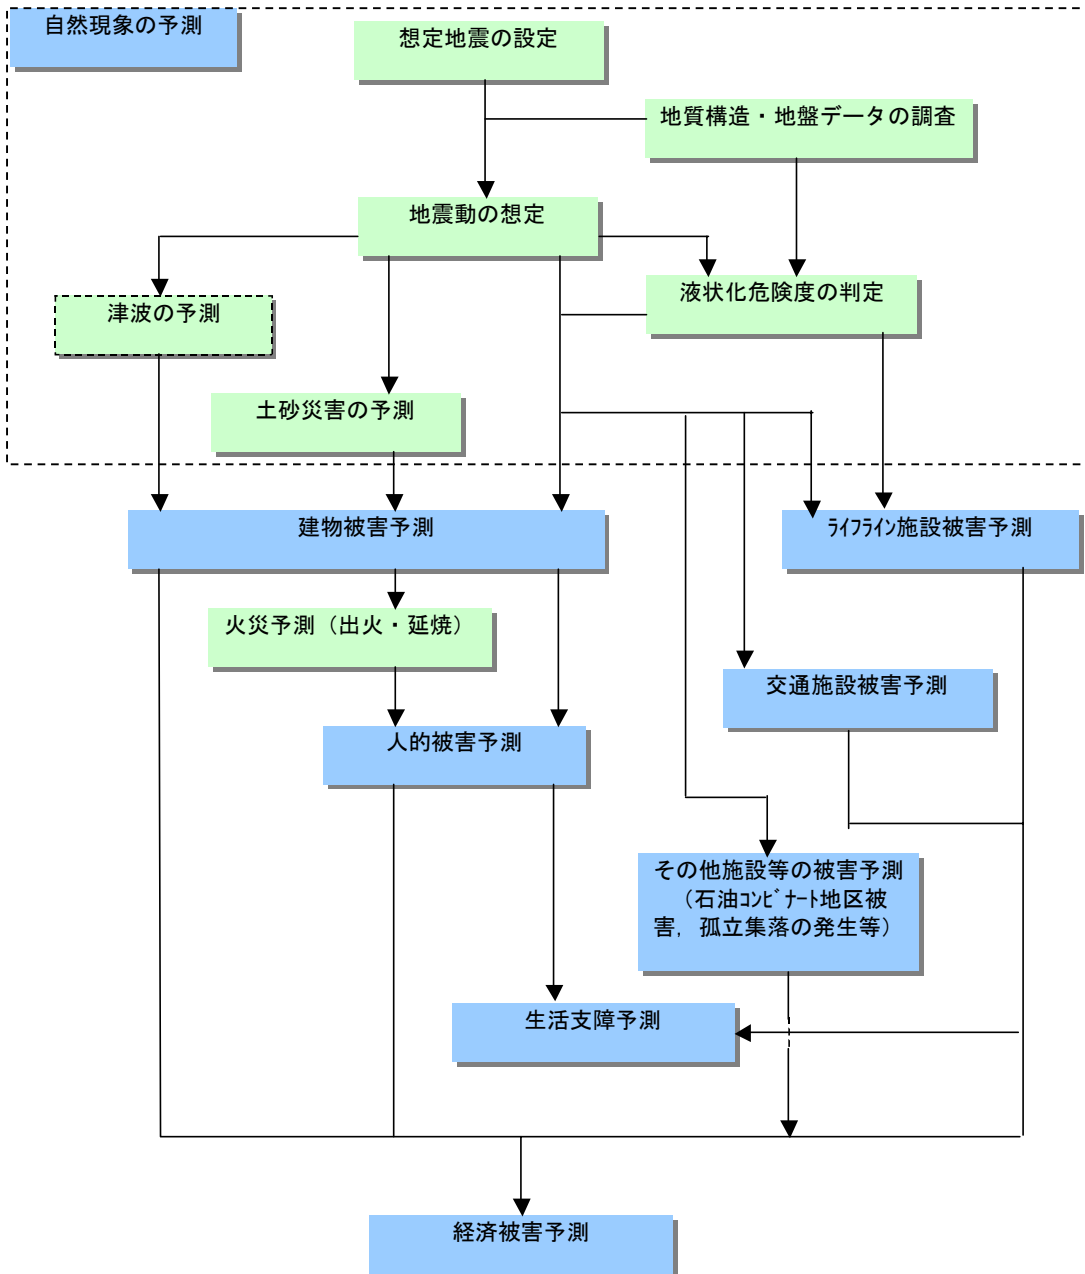 自然現象の予測
想定地震の設定
地質構造・地盤データの調査
地震動の想定
液状化危険度の判定
津波の予測
土砂災害の予測
建物被害予測
ﾗｲﾌﾗｲﾝ施設被害予測
火災予測（出火・延焼）
交通施設被害予測
人的被害予測
その他施設等の被害予測
（石油ｺﾝﾋﾞﾅｰﾄ地区被
害，孤立集落の発生等）
生活支障予測
経済被害予測